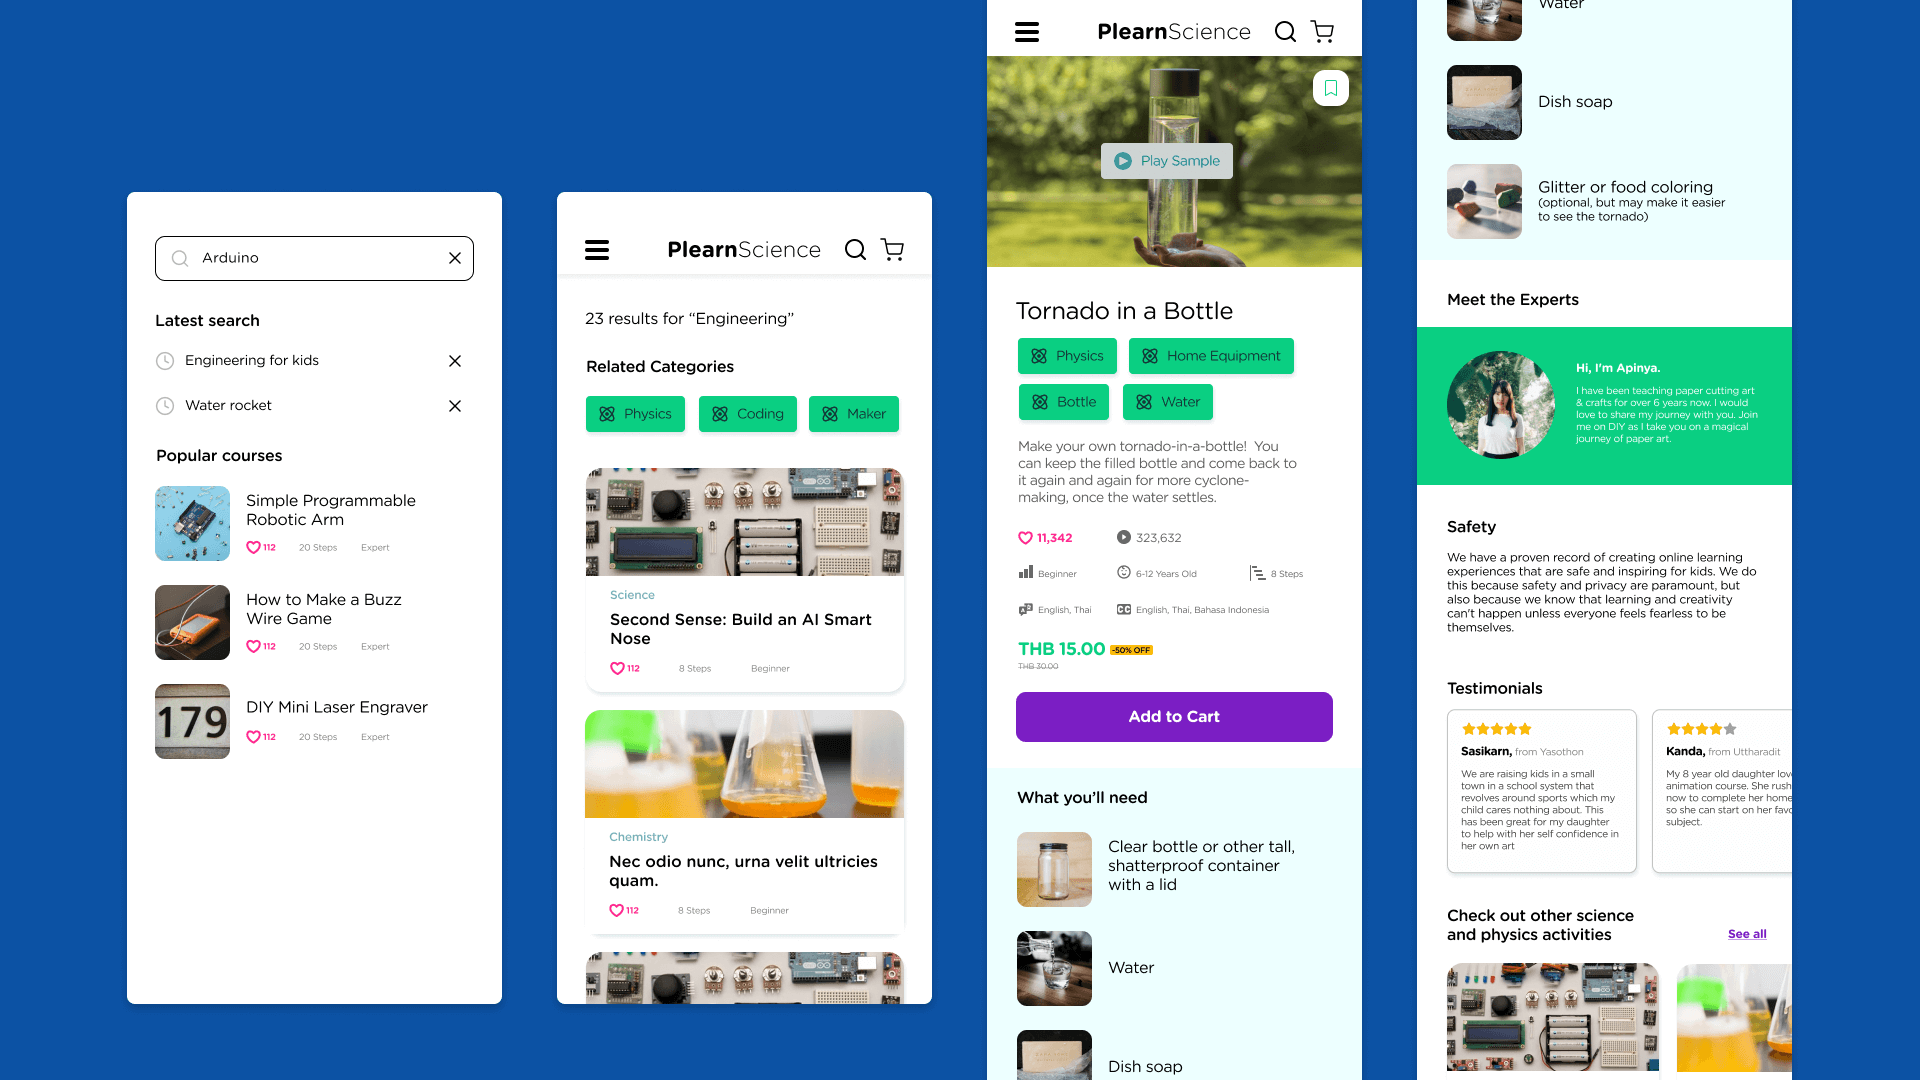 Arduino
Latest search
Engineering for kids
Water rocket
Popular courses
Simple Programmable
Robotic Arm
112 20 Steps Expert
How to Make a Buzz
Wire Game
112 20 Steps Expert
179
DIY Mini Laser Engraver
112 20 Steps Expert
PlearnScience
23 results for “Engineering”
Related Categories
Physics Coding Maker
Science
Second Sense: Build an AI Smart
Nose
112 8 Steps Beginner
Chemistry
Nec odio nunc, urna velit ultricies
quam.
112 8 Steps Beginner
PlearnScience
Play Sample
Tornado in a Bottle
Physics Home Equipment
Bottle Water
Make your own tornado-in-a-bottle! You
can keep the filled bottle and come back to
it again and again for more cyclone-
making, once the water settles.
11,342 323,632
Beginner 6-12 Years Old 8 Steps
English, Thai CC English, Thai, Bahasa Indonesia
THB 15.00 -50% OFF
THB 30.00
Add to Cart
What you’ll need
Clear bottle or other tall,
shatterproof container
with a lid
Water
Dish soap
Water
Dish soap
Glitter or food coloring
(optional, but may make it easier
to see the tornado)
Meet the Experts
Hi, I'm Apinya.
I have been teaching paper cutting art
& crafts for over 6 years now. I would
love to share my journey with you. Join
me on DIY as I take you on a magical
journey of paper art.
Safety
We have a proven record of creating online learning
experiences that are safe and inspiring for kids. We do
this because safety and privacy are paramount, but
also because we know that learning and creativity
can't happen unless everyone feels fearless to be
themselves.
Testimonials
Sasikarn, from Yasothon
We are raising kids in a small
town in a school system that
revolves around sports which my
child cares nothing about. This
has been great for my daughter
to help with her self confidence in
her own art
Kanda, from Uttharadit
My 8 year old daughter lov
animation course. She rush
now to complete her home
so she can start on her favo
subject.
Check out other science
and physics activities
See all